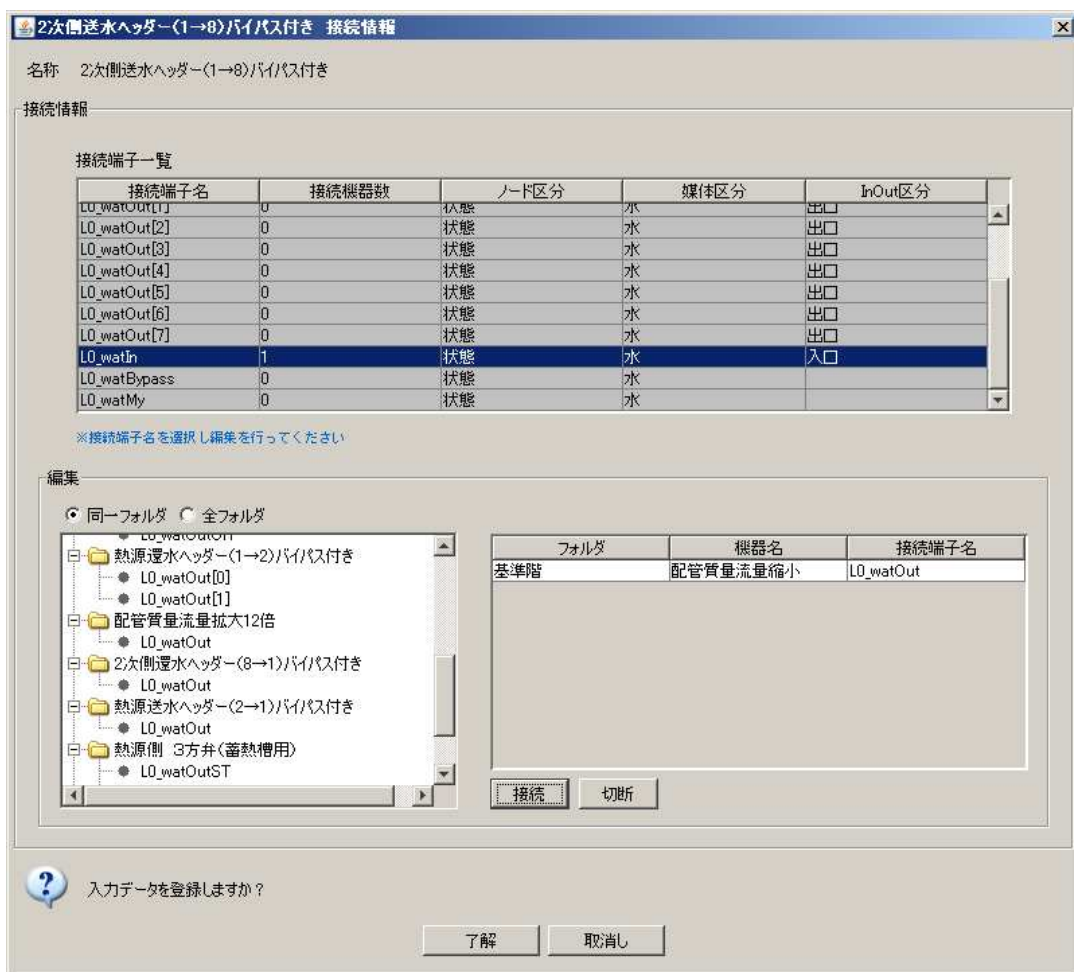 2次側送水ヘッダー(1→8)バイパス付き 接続情報
名称 2次側送水ヘッダー(1→8)バイパス付き
接続情報
接続端子一覧
接続端子名 接続機器数 ノード区分 媒体区分 InOut区分
L0_watOut[1] 0 状態 水 出口
L0_watOut[2] 0 状態 水 出口
L0_watOut[3] 0 状態 水 出口
L0_watOut[4] 0 状態 水 出口
L0_watOut[5] 0 状態 水 出口
L0_watOut[6] 0 状態 水 出口
L0_watOut[7] 0 状態 水 出口
L0_watIn 1 状態 水 入口
L0_watBypass 0 状態 水
L0_watMy 0 状態 水
※接続端子名を選択し編集を行ってください
編集
同一フォルダ 全フォルダ
L0_watOutOff
熱源還水ヘッダー(1→2)バイパス付き
L0_watOut[0]
L0_watOut[1]
配管質量流量拡大12倍
L0_watOut
2次側還水ヘッダー(8→1)バイパス付き
L0_watOut
熱源送水ヘッダー(2→1)バイパス付き
L0_watOut
熱源側 3方弁(蓄熱槽用)
L0_watOutST
フォルダ 機器名 接続端子名
基準階 配管質量流量縮小 L0_watOut
接続 切断
入力データを登録しますか?
了解 取消し